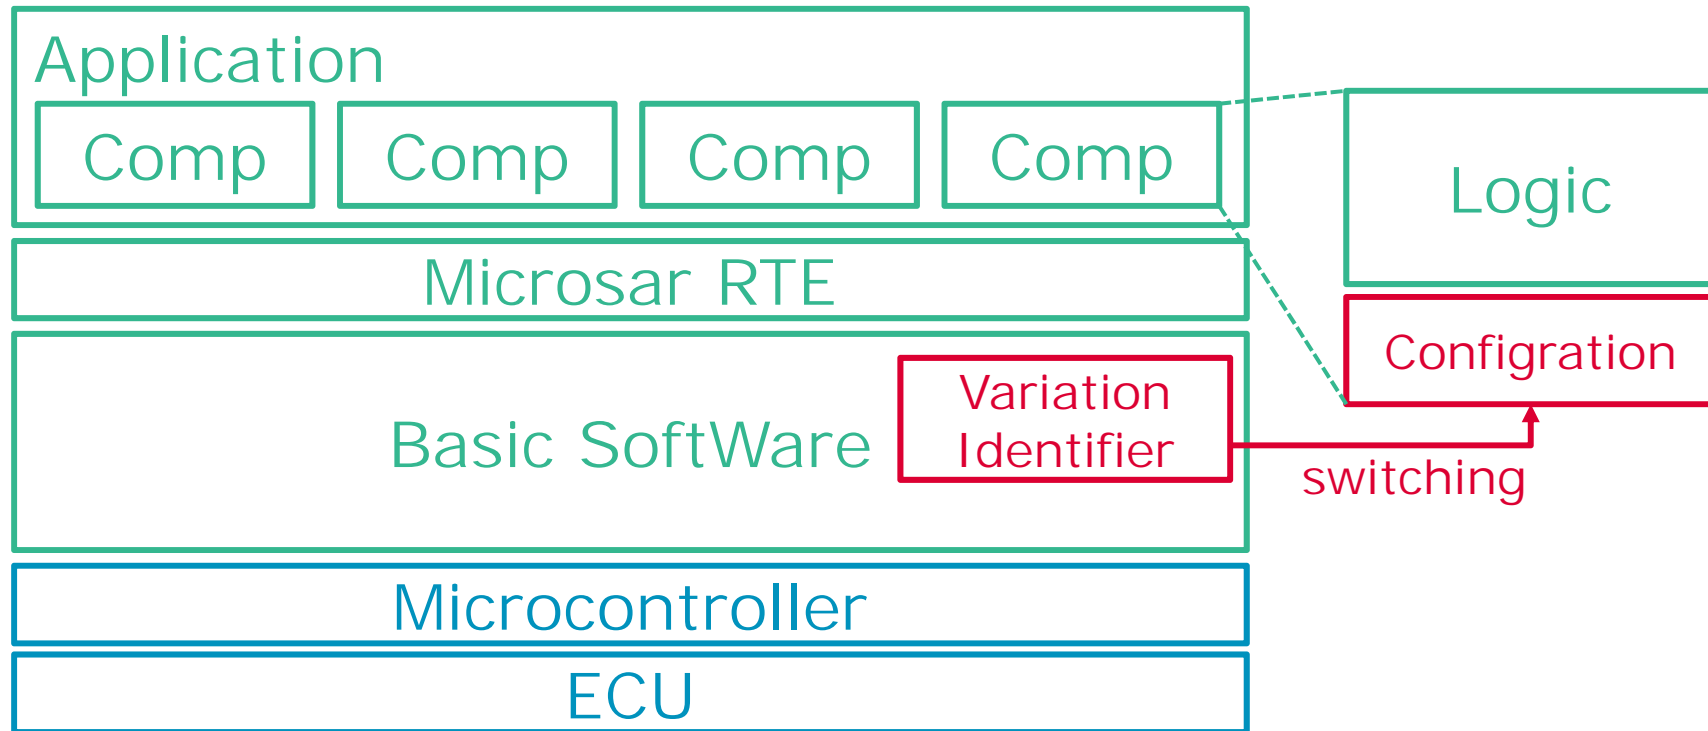 Application
Comp
Comp
Comp
Comp
Logic
Microsar RTE
Configration
Variation
Identifier
Basic SoftWare
switching
Microcontroller
ECU